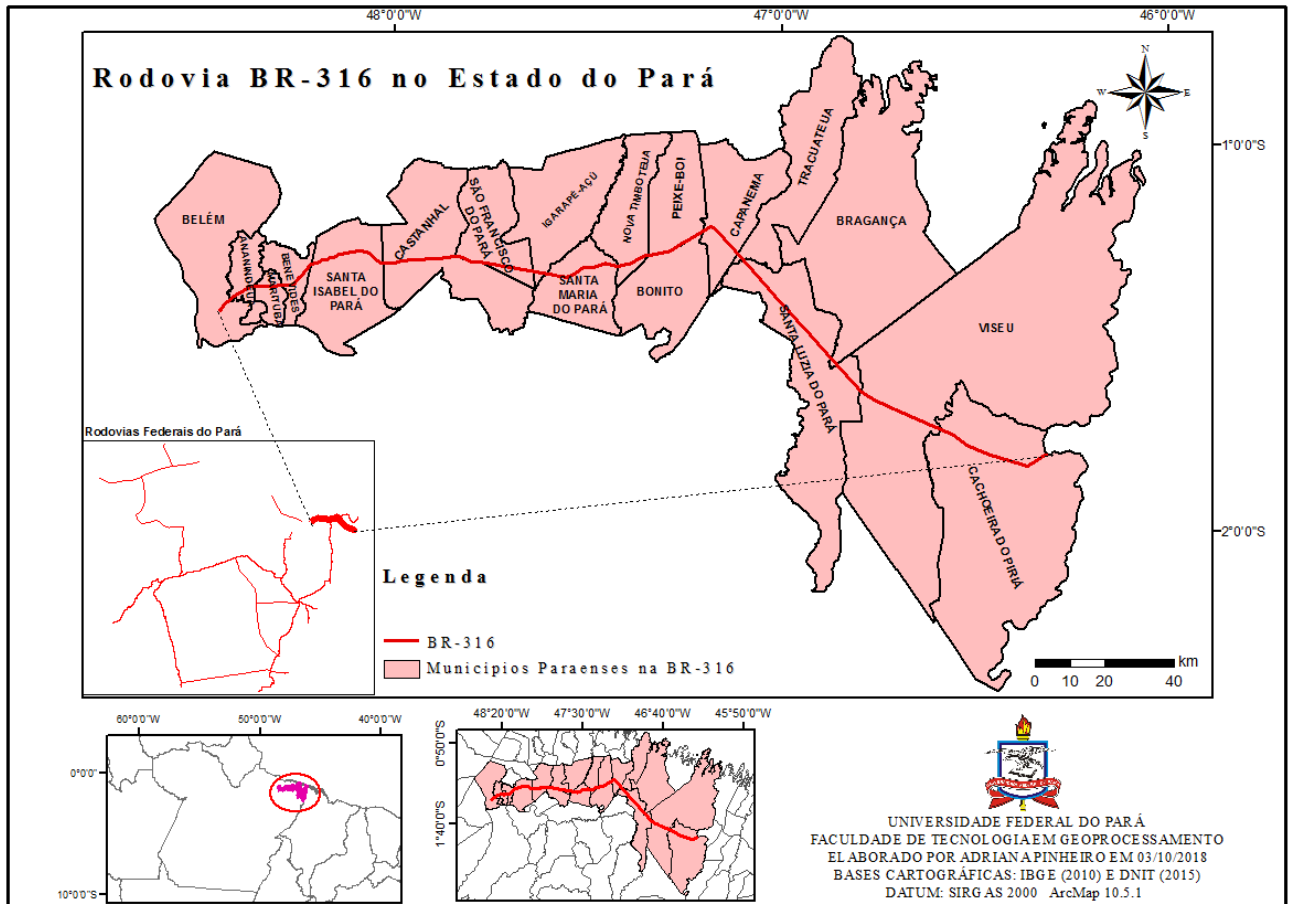 48°0'0"W
47°0'0"W
46°0'0"W
Rodovia BR-316 no Estado do Pará
N
W
E
S
1°0'0"S
2°0'0"S
BELÉM
ANANINDEUA
MARITUBA
BENEVIDES
SANTA
ISABEL DO
PARÁ
CASTANHAL
SÃO FRANCISCO
DO PARÁ
IGARAPÉ-AÇÚ
SANTA
MARIA
DO PARÁ
NOVA TIMBOTEUA
PEIXE-BOI
BONITO
CAPANEMA
TRACUATEUA
BRAGANÇA
SANTA LUZIA DO PARÁ
VISEU
CACHOEIRA DO PIRIÁ
Rodovias Federais do Pará
Legenda
BR-316
Municipios Paraenses na BR-316
km
0 10 20 40
60°0'0"W
50°0'0"W
40°0'0"W
0°0'0"
10°0'0"S
48°20'0"W
47°30'0"W
46°40'0"W
45°50'0"W
0°50'0"S
1°40'0"S
UNIVERSIDADE FEDERAL DO PARÁ
FACULDADE DE TECNOLOGIA EM GEOPROCESSAMENTO
ELABORADO POR ADRIANA PINHEIRO EM 03/10/2018
BASES CARTOGRÁFICAS: IBGE (2010) E DNIT (2015)
DATUM: SIRGAS 2000 ArcMap 10.5.1